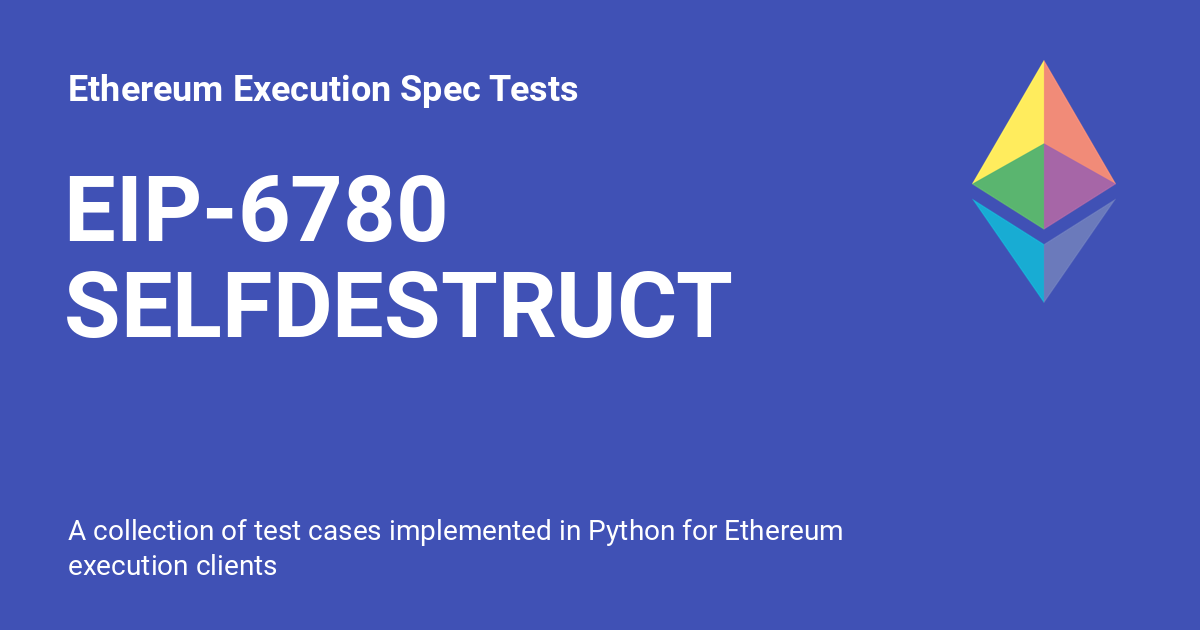 Ethereum Execution Spec Tests
EIP-6780
SELFDESTRUCT
A collection of test cases implemented in Python for Ethereum
execution clients